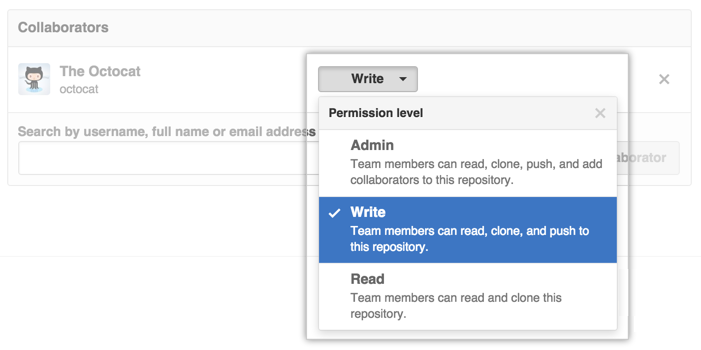 Collaborators
The Octocat
octocat
Write
Permission level
Search by username, full name or email address
Admin
Team members can read, clone, push, and add
collaborators to this repository.
Write
Team members can read, clone, and push to
this repository.
Read
Team members can read and clone this
repository.